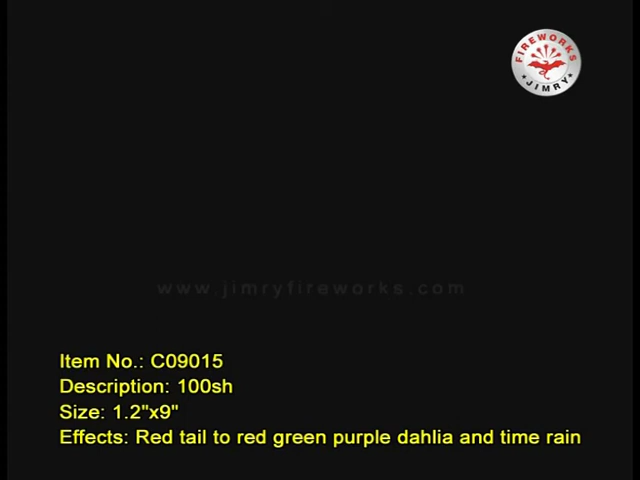 FIREWORKS
JIMRY
www.jimryfireworks.com
Item No.: C09015
Description: 100sh
Size: 1.2"x9"
Effects: Red tail to red green purple dahlia and time rain